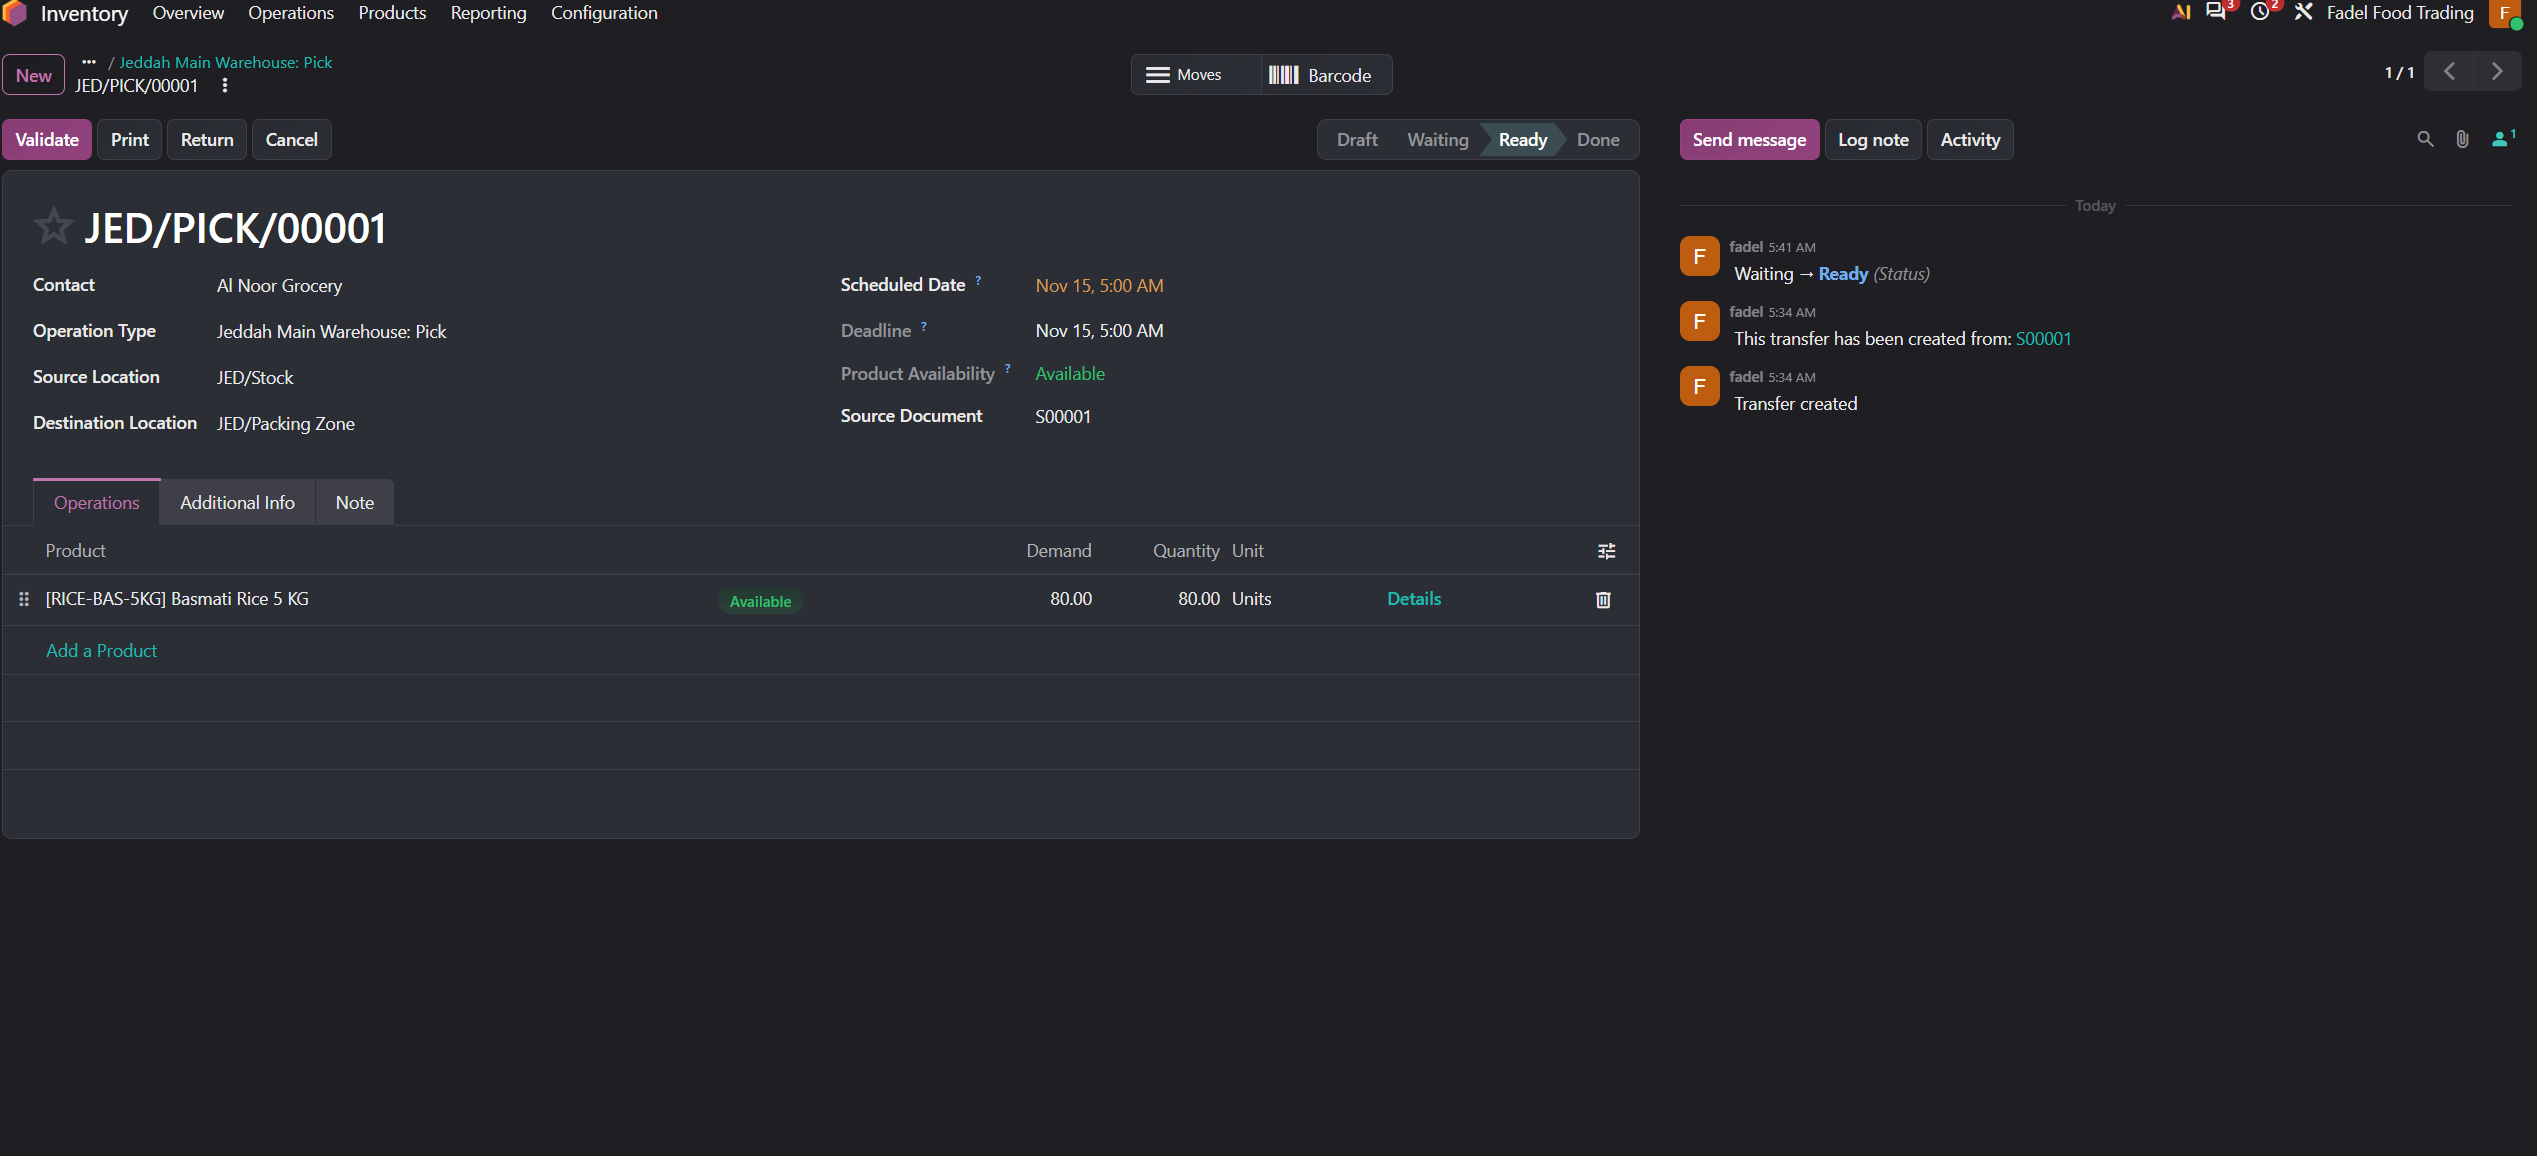 Inventory Overview Operations Products Reporting Configuration
AI 3 2 Fadel Food Trading F
New ... / Jeddah Main Warehouse: Pick
JED/PICK/00001
Moves Barcode
1 / 1
Validate Print Return Cancel
Draft Waiting Ready Done
Send message Log note Activity 1
JED/PICK/00001
Contact Al Noor Grocery
Operation Type Jeddah Main Warehouse: Pick
Source Location JED/Stock
Destination Location JED/Packing Zone
Scheduled Date ? Nov 15, 5:00 AM
Deadline ? Nov 15, 5:00 AM
Product Availability ? Available
Source Document S00001
Operations Additional Info Note
Product Demand Quantity Unit
[RICE-BAS-5KG] Basmati Rice 5 KG Available 80.00 80.00 Units Details
Add a Product
Today
F fadel 5:41 AM
Waiting → Ready (Status)
F fadel 5:34 AM
This transfer has been created from: S00001
F fadel 5:34 AM
Transfer created